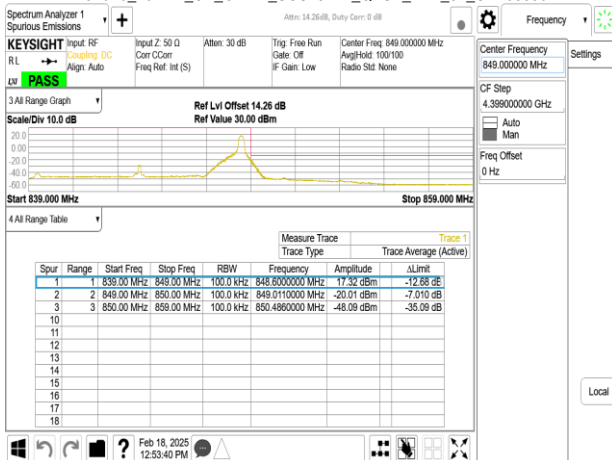 Spectrum Analyzer 1
Spurious Emissions
Attn: 14.26dB, Duty Corr: 0 dB
Frequency
KEYSIGHT
RL
LXI
PASS
Input: RF
Coupling: DC
Align: Auto
Input Z: 50 Ω
Corr CCorr
Freq Ref: Int (S)
Atten: 30 dB
Trig: Free Run
Gate: Off
IF Gain: Low
Center Freq: 849.000000 MHz
Avg|Hold: 100/100
Radio Std: None
Center Frequency
849.000000 MHz
Settings
CF Step
4.399000000 GHz
Auto
Man
Freq Offset
0 Hz
3 All Range Graph
Scale/Div 10.0 dB
Ref Lvl Offset 14.26 dB
Ref Value 30.00 dBm
20.0
0.00
-20.0
-40.0
-60.0
Start 839.000 MHz
Stop 859.000 MHz
4 All Range Table
Measure Trace Trace 1
Trace Type Trace Average (Active)
Spur Range Start Freq Stop Freq RBW Frequency Amplitude ΔLimit
1 1 839.00 MHz 849.00 MHz 100.0 kHz 848.6000000 MHz 17.32 dBm -12.68 dB
2 2 849.00 MHz 850.00 MHz 100.0 kHz 849.0110000 MHz -20.01 dBm -7.010 dB
3 3 850.00 MHz 859.00 MHz 100.0 kHz 850.4860000 MHz -48.09 dBm -35.09 dB
10
11
12
13
14
15
16
17
18
Local
Feb 18, 2025
12:53:40 PM